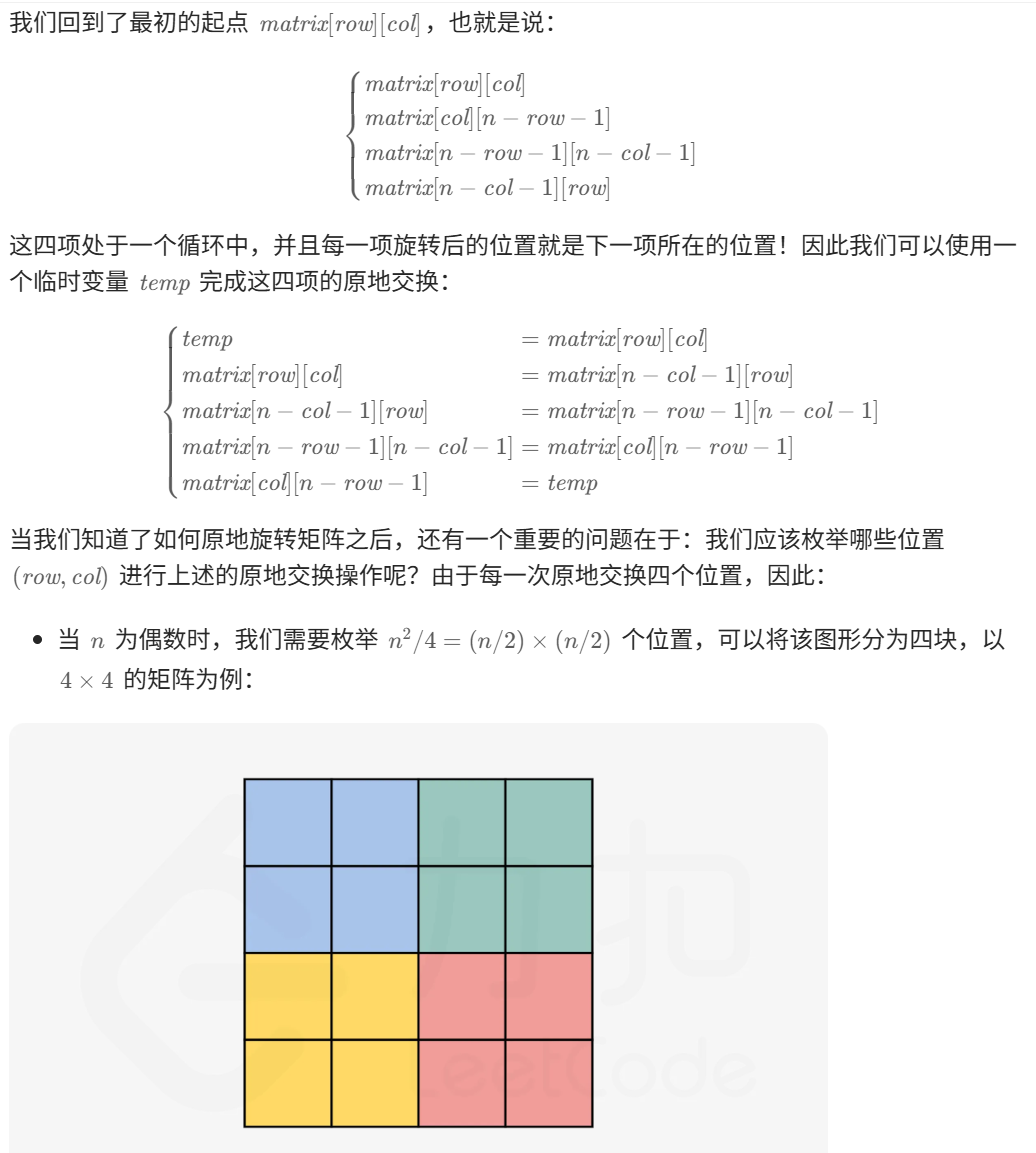 我们回到了最初的起点 matrix[row][col]，也就是说：
matrix[row][col]
matrix[col][n − row − 1]
matrix[n − row − 1][n − col − 1]
matrix[n − col − 1][row]
这四项处于一个循环中，并且每一项旋转后的位置就是下一项所在的位置！因此我们可以使用一
个临时变量 temp 完成这四项的原地交换：
temp = matrix[row][col]
matrix[row][col] = matrix[n − col − 1][row]
matrix[n − col − 1][row] = matrix[n − row − 1][n − col − 1]
matrix[n − row − 1][n − col − 1] = matrix[col][n − row − 1]
matrix[col][n − row − 1] = temp
当我们知道了如何原地旋转矩阵之后，还有一个重要的问题在于：我们应该枚举哪些位置
(row, col) 进行上述的原地交换操作呢？由于每一次原地交换四个位置，因此：
• 当 n 为偶数时，我们需要枚举 n²/4 = (n/2) × (n/2) 个位置，可以将该图形分为四块，以
4 × 4 的矩阵为例：
力扣
LeetCode